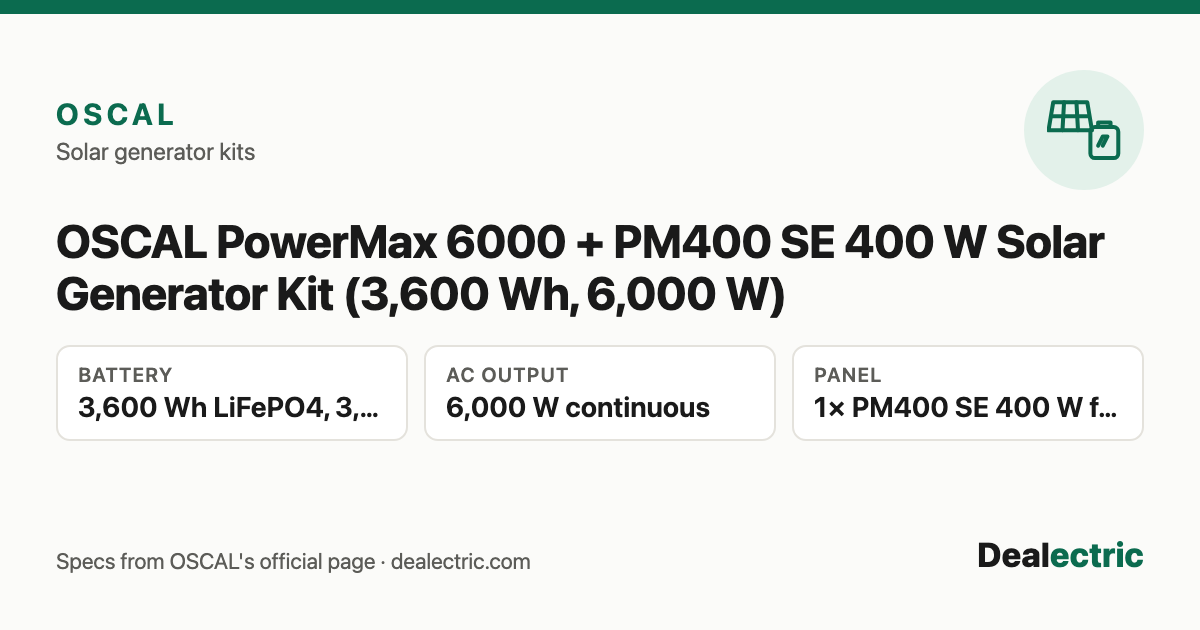 OSCAL
Solar generator kits
OSCAL PowerMax 6000 + PM400 SE 400 W Solar
Generator Kit (3,600 Wh, 6,000 W)
BATTERY
3,600 Wh LiFePO4, 3,...
AC OUTPUT
6,000 W continuous
PANEL
1× PM400 SE 400 W f...
Specs from OSCAL's official page · dealectric.com
Dealectric